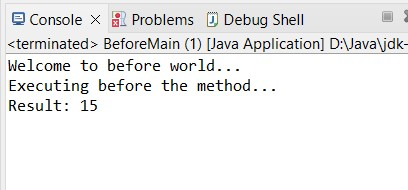 Console Problems Debug Shell
<terminated> BeforeMain (1) [Java Application] D:\Java\jdk-
Welcome to before world...
Executing before the method...
Result: 15